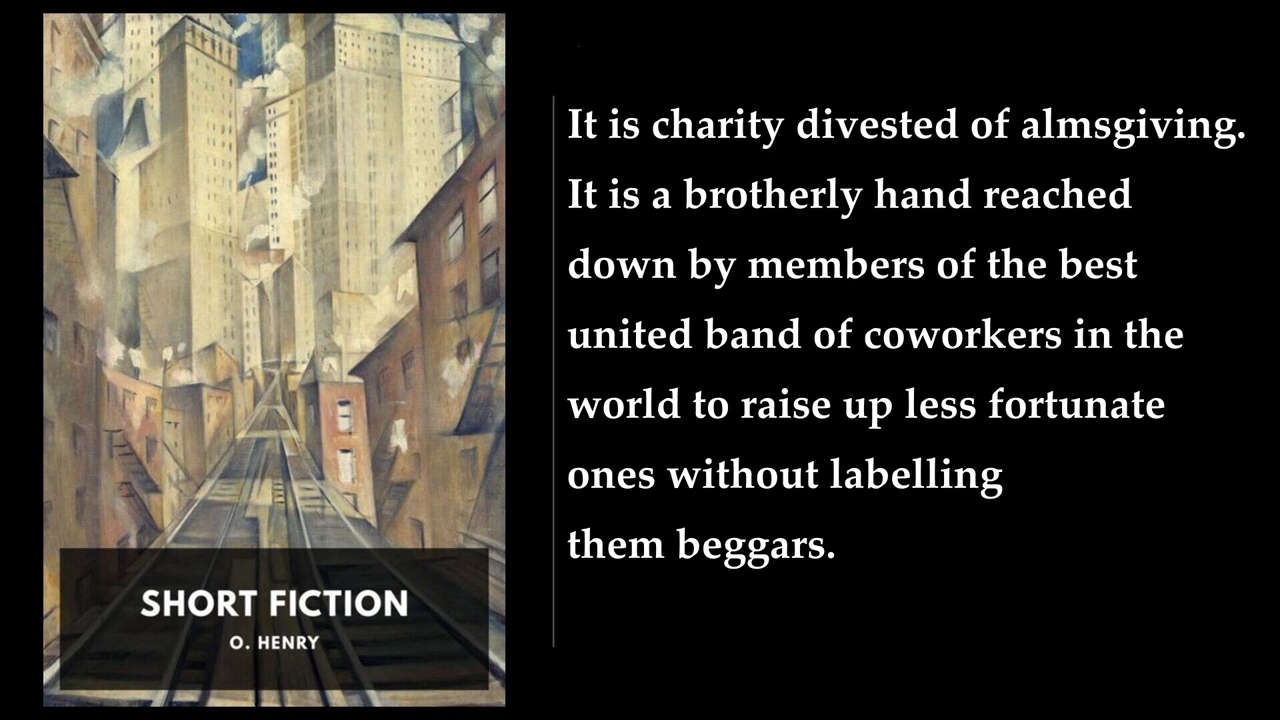 SHORT FICTION
O. HENRY
It is charity divested of almsgiving.
It is a brotherly hand reached
down by members of the best
united band of coworkers in the
world to raise up less fortunate
ones without labelling
them beggars.